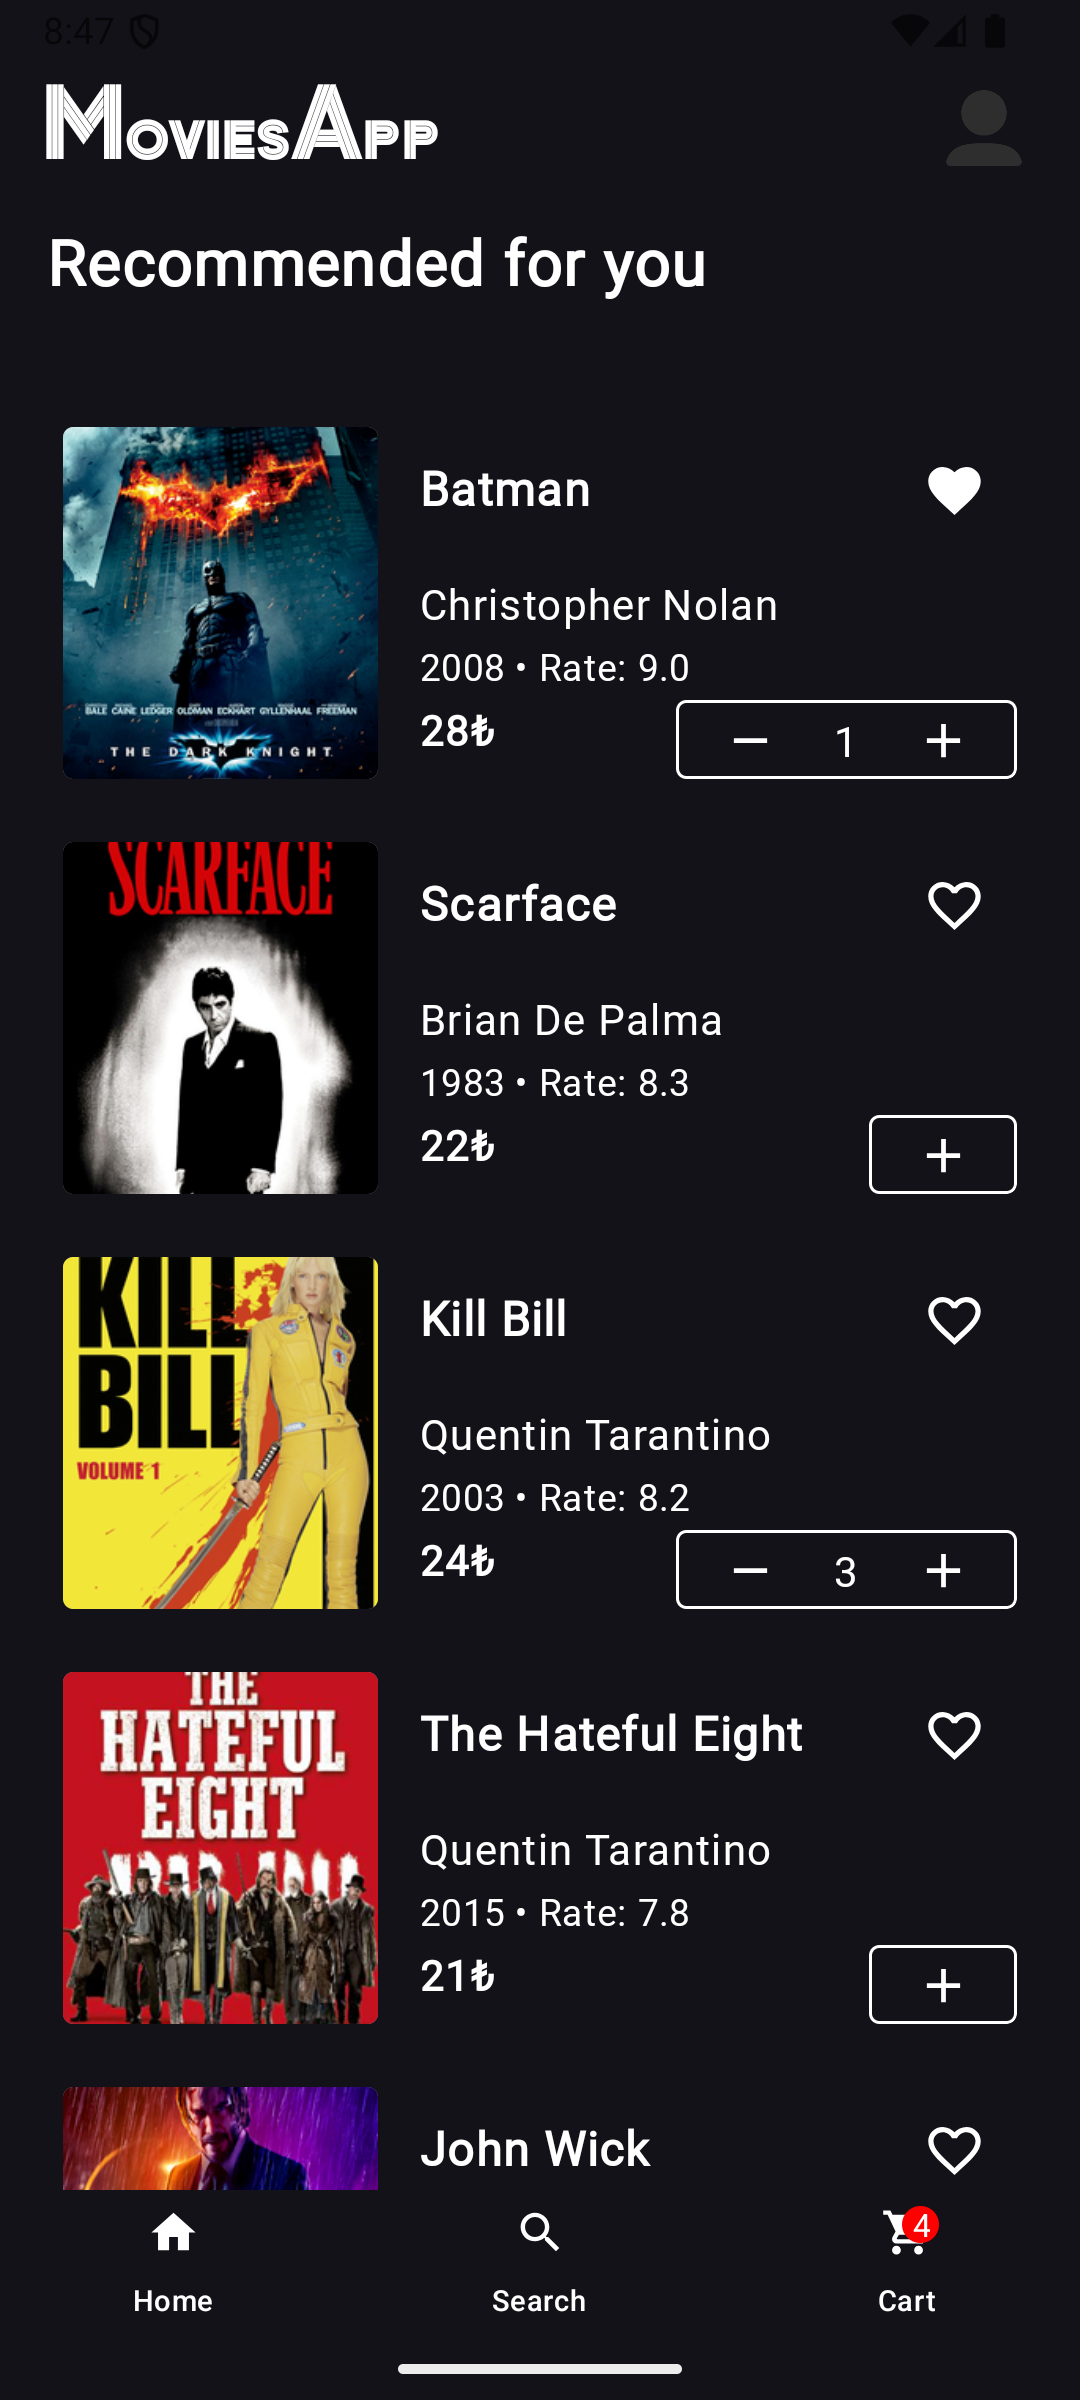 8:47
MOVIESAPP
Recommended for you
Batman
Christopher Nolan
2008 • Rate: 9.0
28₺
1
BALE CAINE LEDGER OLDMAN ECKHART GYLLENHAAL FREEMAN
THE DARK KNIGHT
SCARFACE
Scarface
Brian De Palma
1983 • Rate: 8.3
22₺
KILL
BILL
VOLUME 1
Kill Bill
Quentin Tarantino
2003 • Rate: 8.2
24₺
3
THE
HATEFUL
EIGHT
The Hateful Eight
Quentin Tarantino
2015 • Rate: 7.8
21₺
John Wick
4
Home
Search
Cart